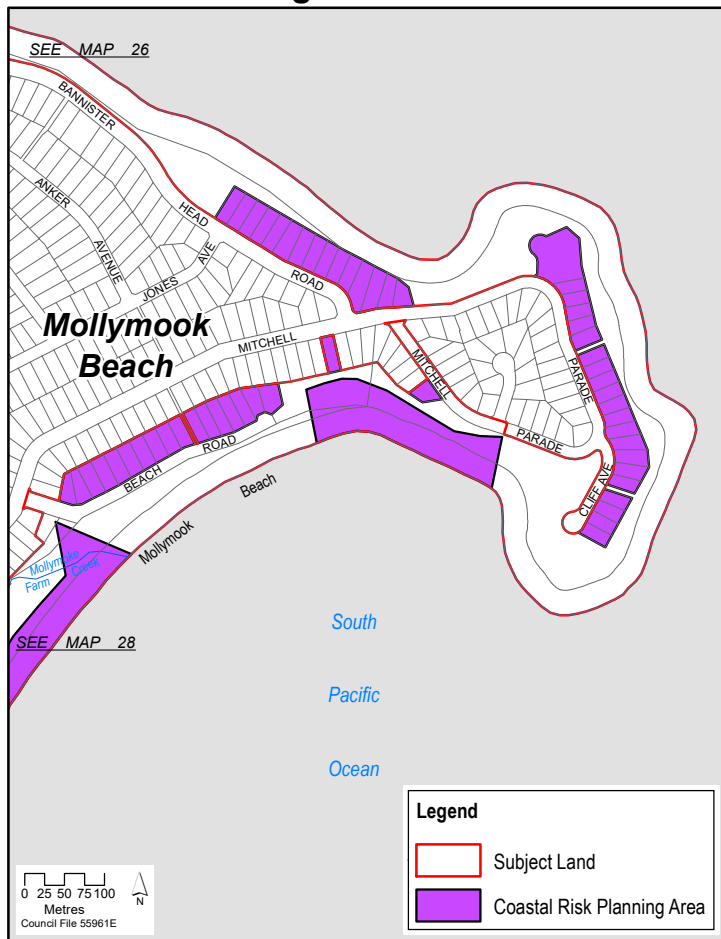 SEE MAP 26
BANNISTER
ANKER
AVENUE
HEAD
JONES AVE
ROAD
Mollymook
Beach
MITCHELL
MITCHELL
PARADE
PARADE
BEACH ROAD
CLIFF AVE
Mollymook Beach
Mollymoke
Farm Creek
SEE MAP 28
South
Pacific
Ocean
Legend
Subject Land
Coastal Risk Planning Area
0 25 50 75 100
Metres
N
Council File 55961E